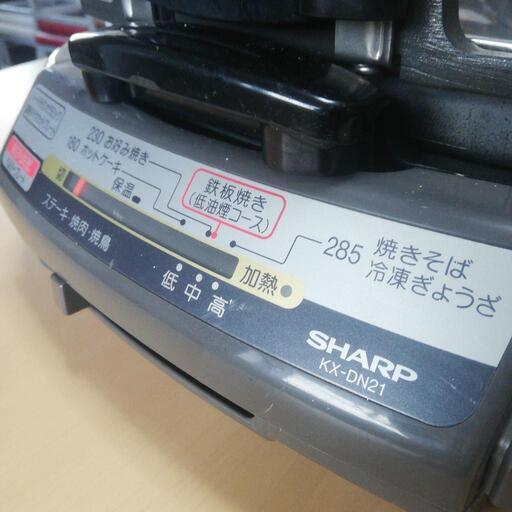 230 お好み焼き
180 ホットケーキ
保温
切
鉄板焼き
(低油煙コース)
285 焼きそば
冷凍ぎょうざ
加熱
ステーキ・焼肉・焼鳥
低 中 高
SHARP
KX-DN21